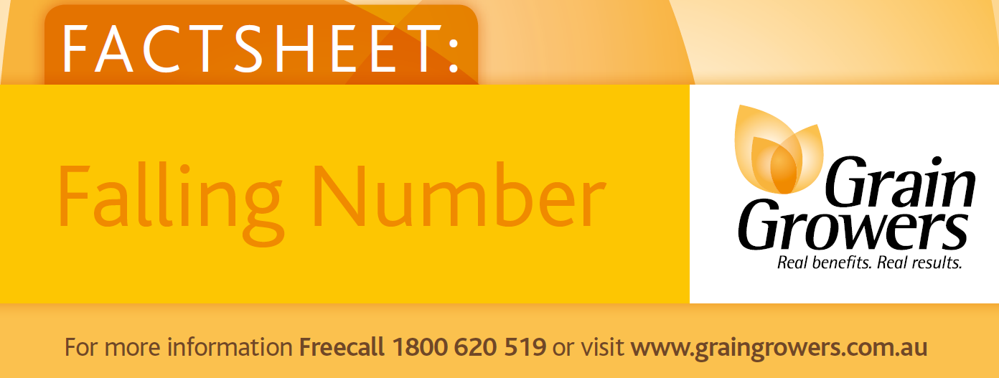 FACTSHEET:
Falling Number
Grain
Growers
Real benefits. Real results.
For more information Freecall 1800 620 519 or visit www.graingrowers.com.au